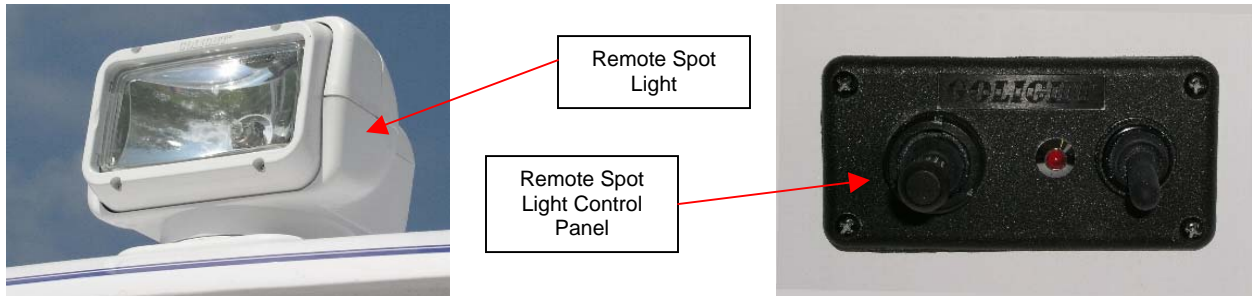 Remote Spot
Light
Remote Spot
Light Control
Panel
GOLIGHT